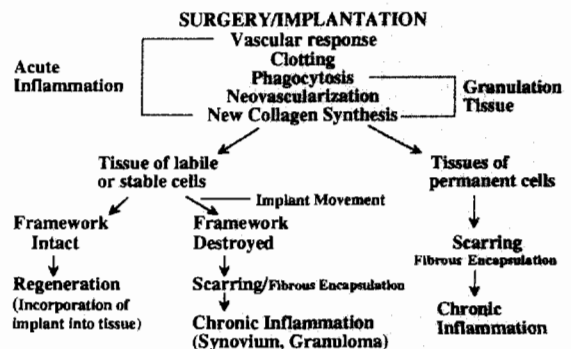 SURGERY/IMPLANTATION
Vascular response
Clotting
Phagocytosis
Neovascularization
New Collagen Synthesis
Acute
Inflammation
Granulation
Tissue
Tissue of labile
or stable cells
Tissues of
permanent cells
Implant Movement
Framework
Intact
Framework
Destroyed
Scarring
Fibrous Encapsulation
Regeneration
(Incorporation of
implant into tissue)
Scarring/Fibrous Encapsulation
Chronic Inflammation
(Synovium, Granuloma)
Chronic
Inflammation